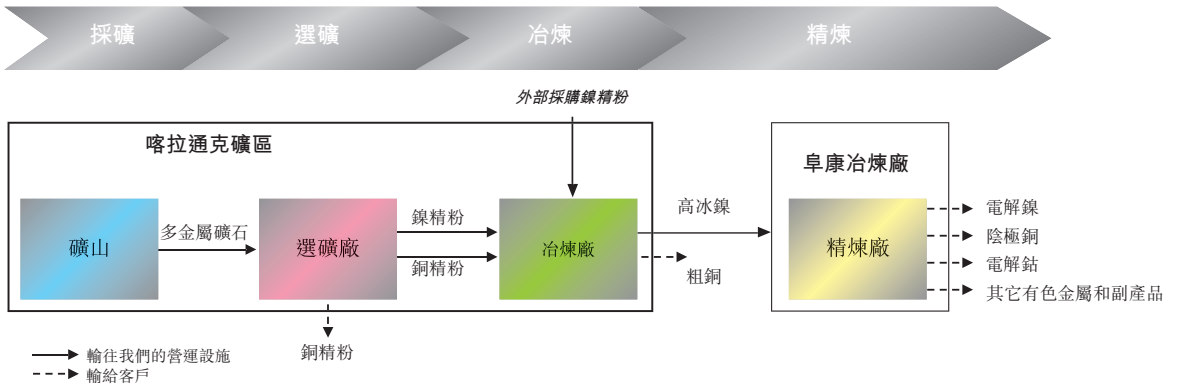 採礦
選礦
冶煉
精煉
外部採購鎳精粉
喀拉通克礦區
阜康冶煉廠
礦山
多金屬礦石
選礦廠
鎳精粉
銅精粉
冶煉廠
高冰鎳
粗銅
精煉廠
電解鎳
陰極銅
電解鈷
其它有色金屬和副產品
銅精粉
輸往我們的營運設施
輸給客戶